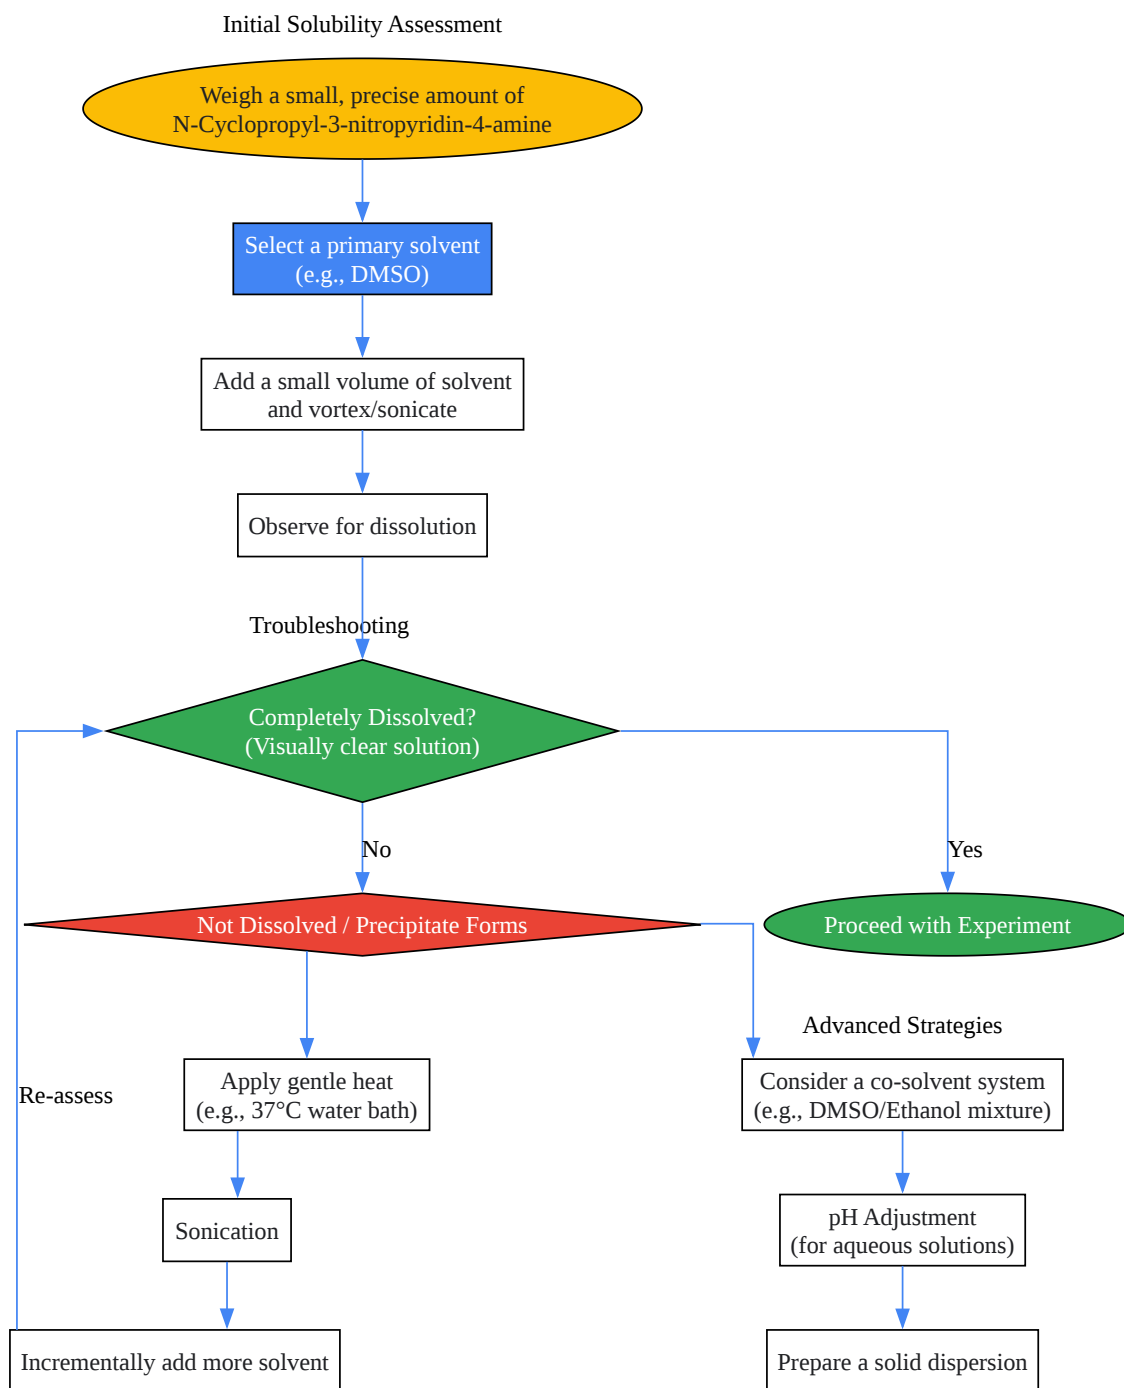 Initial Solubility Assessment
Weigh a small, precise amount of
N-Cyclopropyl-3-nitropyridin-4-amine
Select a primary solvent
(e.g., DMSO)
Add a small volume of solvent
and vortex/sonicate
Observe for dissolution
Troubleshooting
Completely Dissolved?
(Visually clear solution)
No
Yes
Not Dissolved / Precipitate Forms
Proceed with Experiment
Advanced Strategies
Apply gentle heat
(e.g., 37°C water bath)
Consider a co-solvent system
(e.g., DMSO/Ethanol mixture)
Re-assess
Sonication
pH Adjustment
(for aqueous solutions)
Incrementally add more solvent
Prepare a solid dispersion